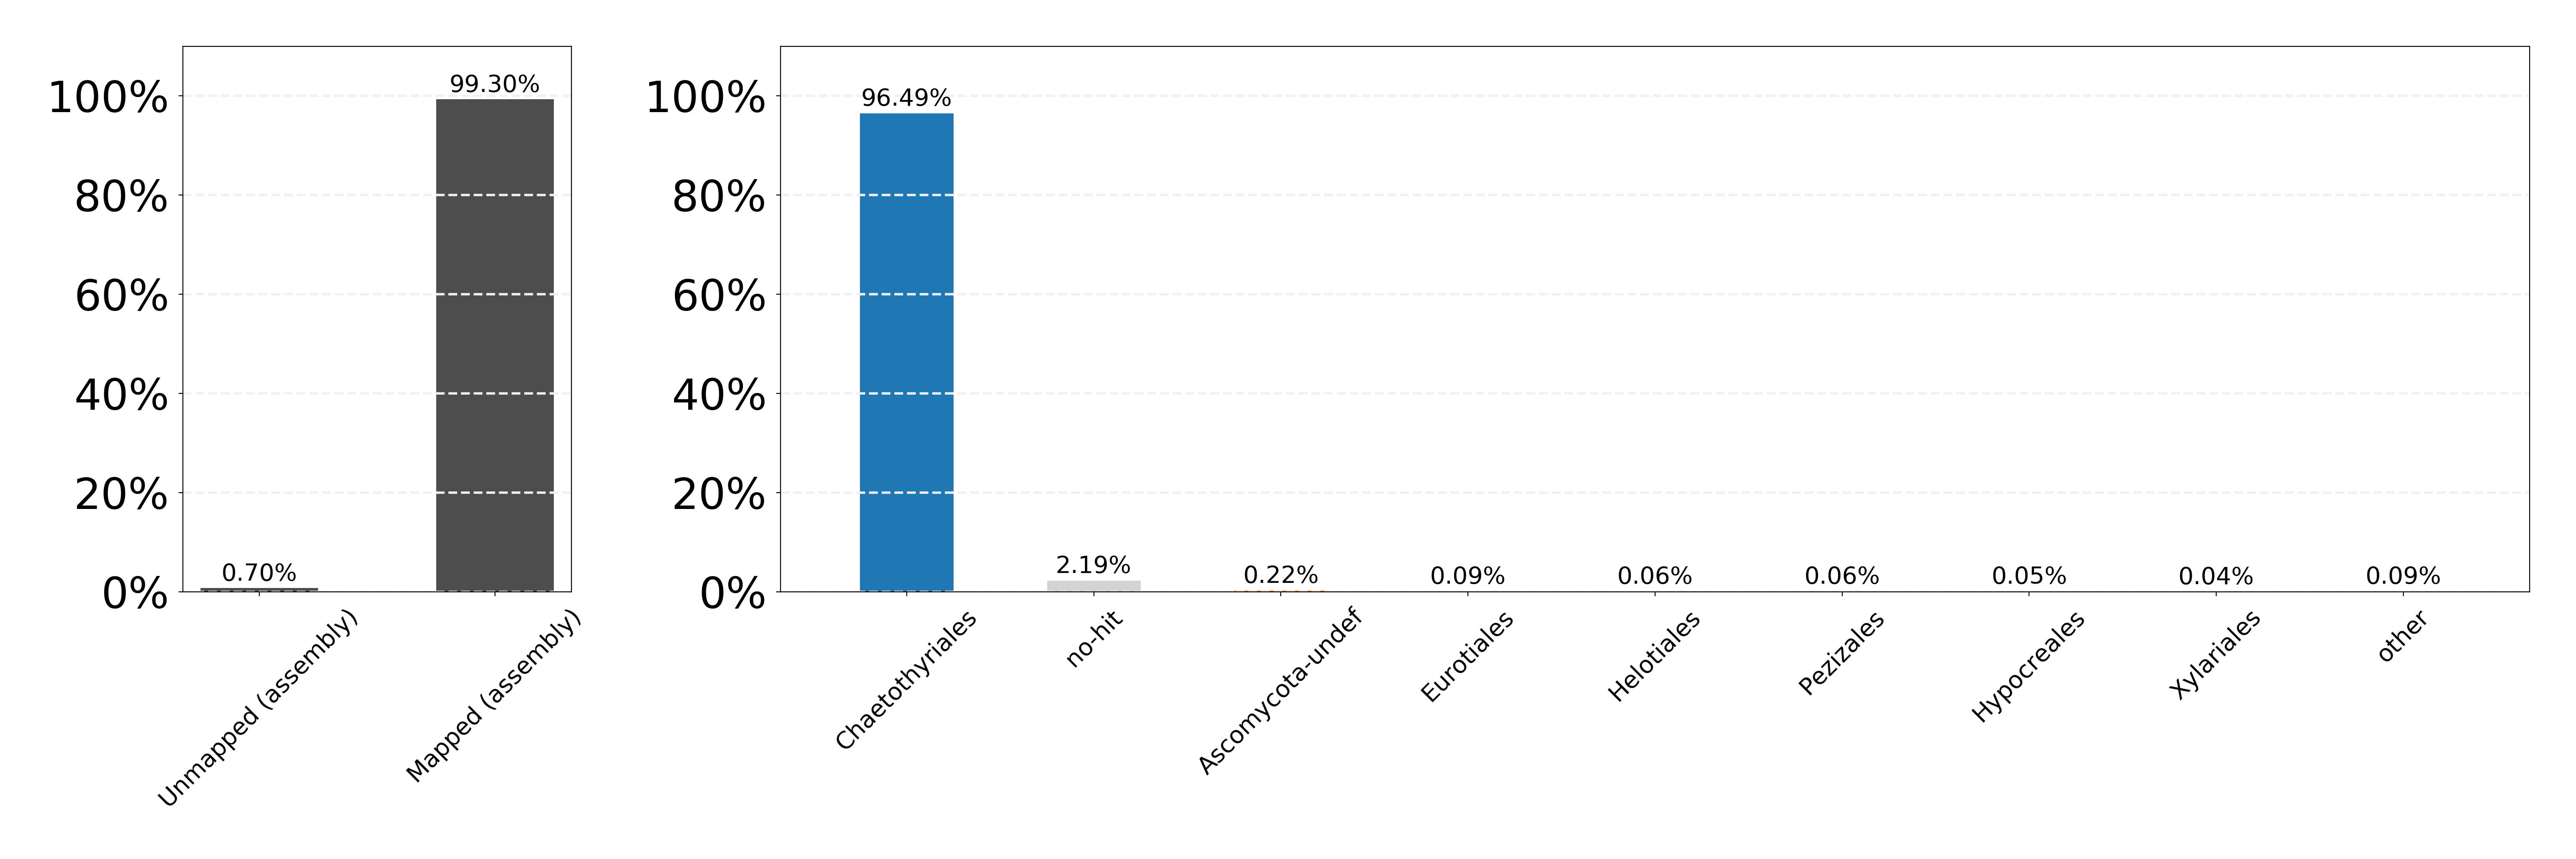 100%
80%
60%
40%
20%
0%
0.70%
99.30%
Unmapped (assembly)
Mapped (assembly)
100%
80%
60%
40%
20%
0%
96.49%
2.19%
0.22%
0.09%
0.06%
0.06%
0.05%
0.04%
0.09%
Chaetothyriales
no-hit
Ascomycota-undef
Eurotiales
Helotiales
Pezizales
Hypocreales
Xylariales
other